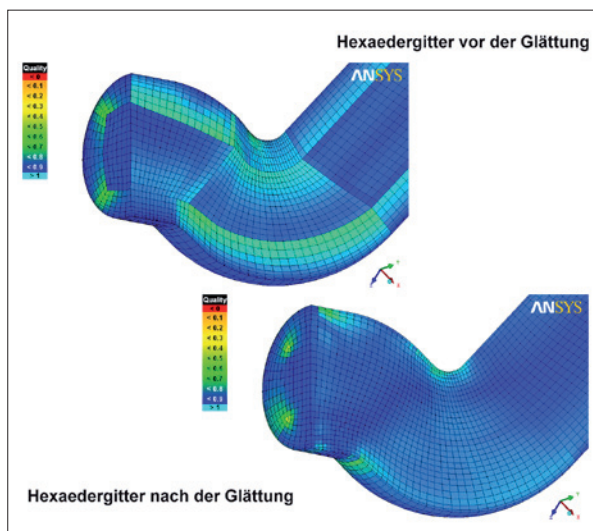 Hexaedergitter vor der Glättung
Quality
< 0
< 0.1
< 0.2
< 0.3
< 0.4
< 0.5
< 0.6
< 0.7
< 0.8
< 0.9
> 1
ANSYS
Y
Z
X
Quality
< 0
< 0.1
< 0.2
< 0.3
< 0.4
< 0.5
< 0.6
< 0.7
< 0.8
< 0.9
> 1
ANSYS
Hexaedergitter nach der Glättung
Y
Z
X